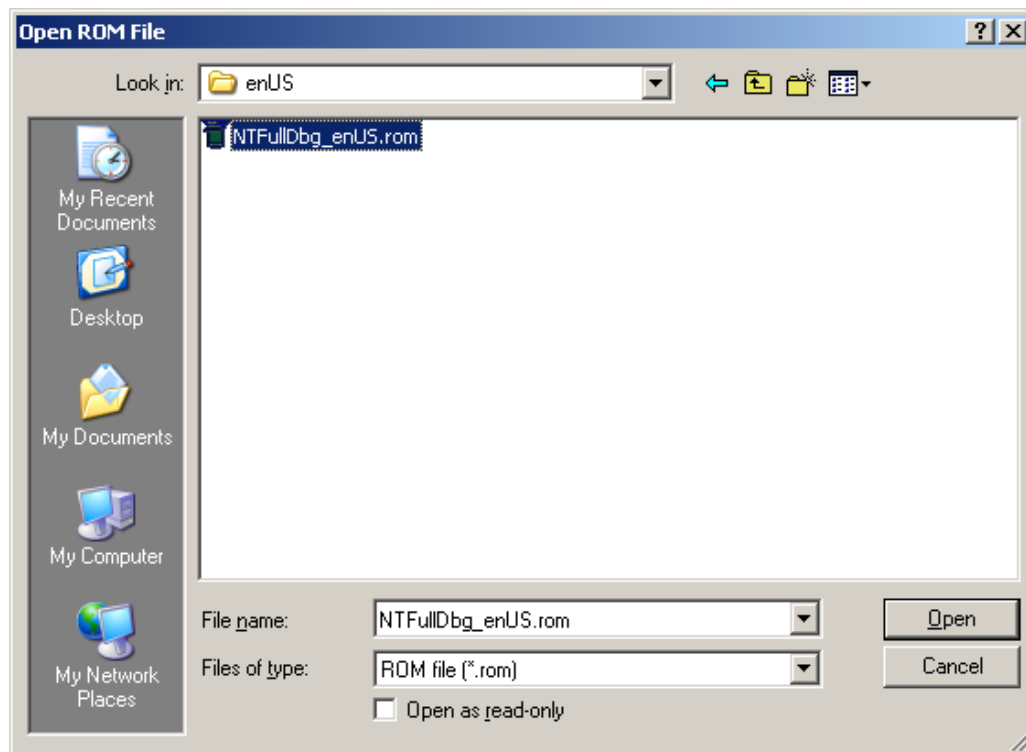 Open ROM File
Look in: enUS
NTFullDbg_enUS.rom
My Recent
Documents
Desktop
My Documents
My Computer
My Network
Places
File name: NTFullDbg_enUS.rom Open
Files of type: ROM file (*.rom) Cancel
Open as read-only